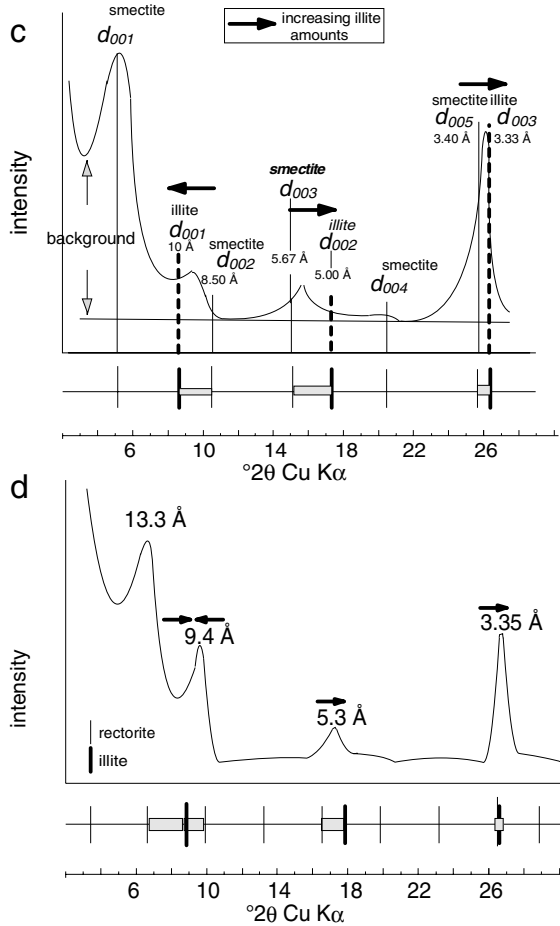 c
smectite
d001
increasing illite
amounts
intensity
background
illite
d001
10 Å
smectite
d002
8.50 Å
smectite
d003
5.67 Å
illite
d002
5.00 Å
smectite
d004
smectite illite
d005 d003
3.40 Å 3.33 Å
6 10 14 18 22 26
°2θ Cu Kα
d
intensity
13.3 Å
9.4 Å
5.3 Å
3.35 Å
rectorite
illite
6 10 14 18 22 26
°2θ Cu Kα